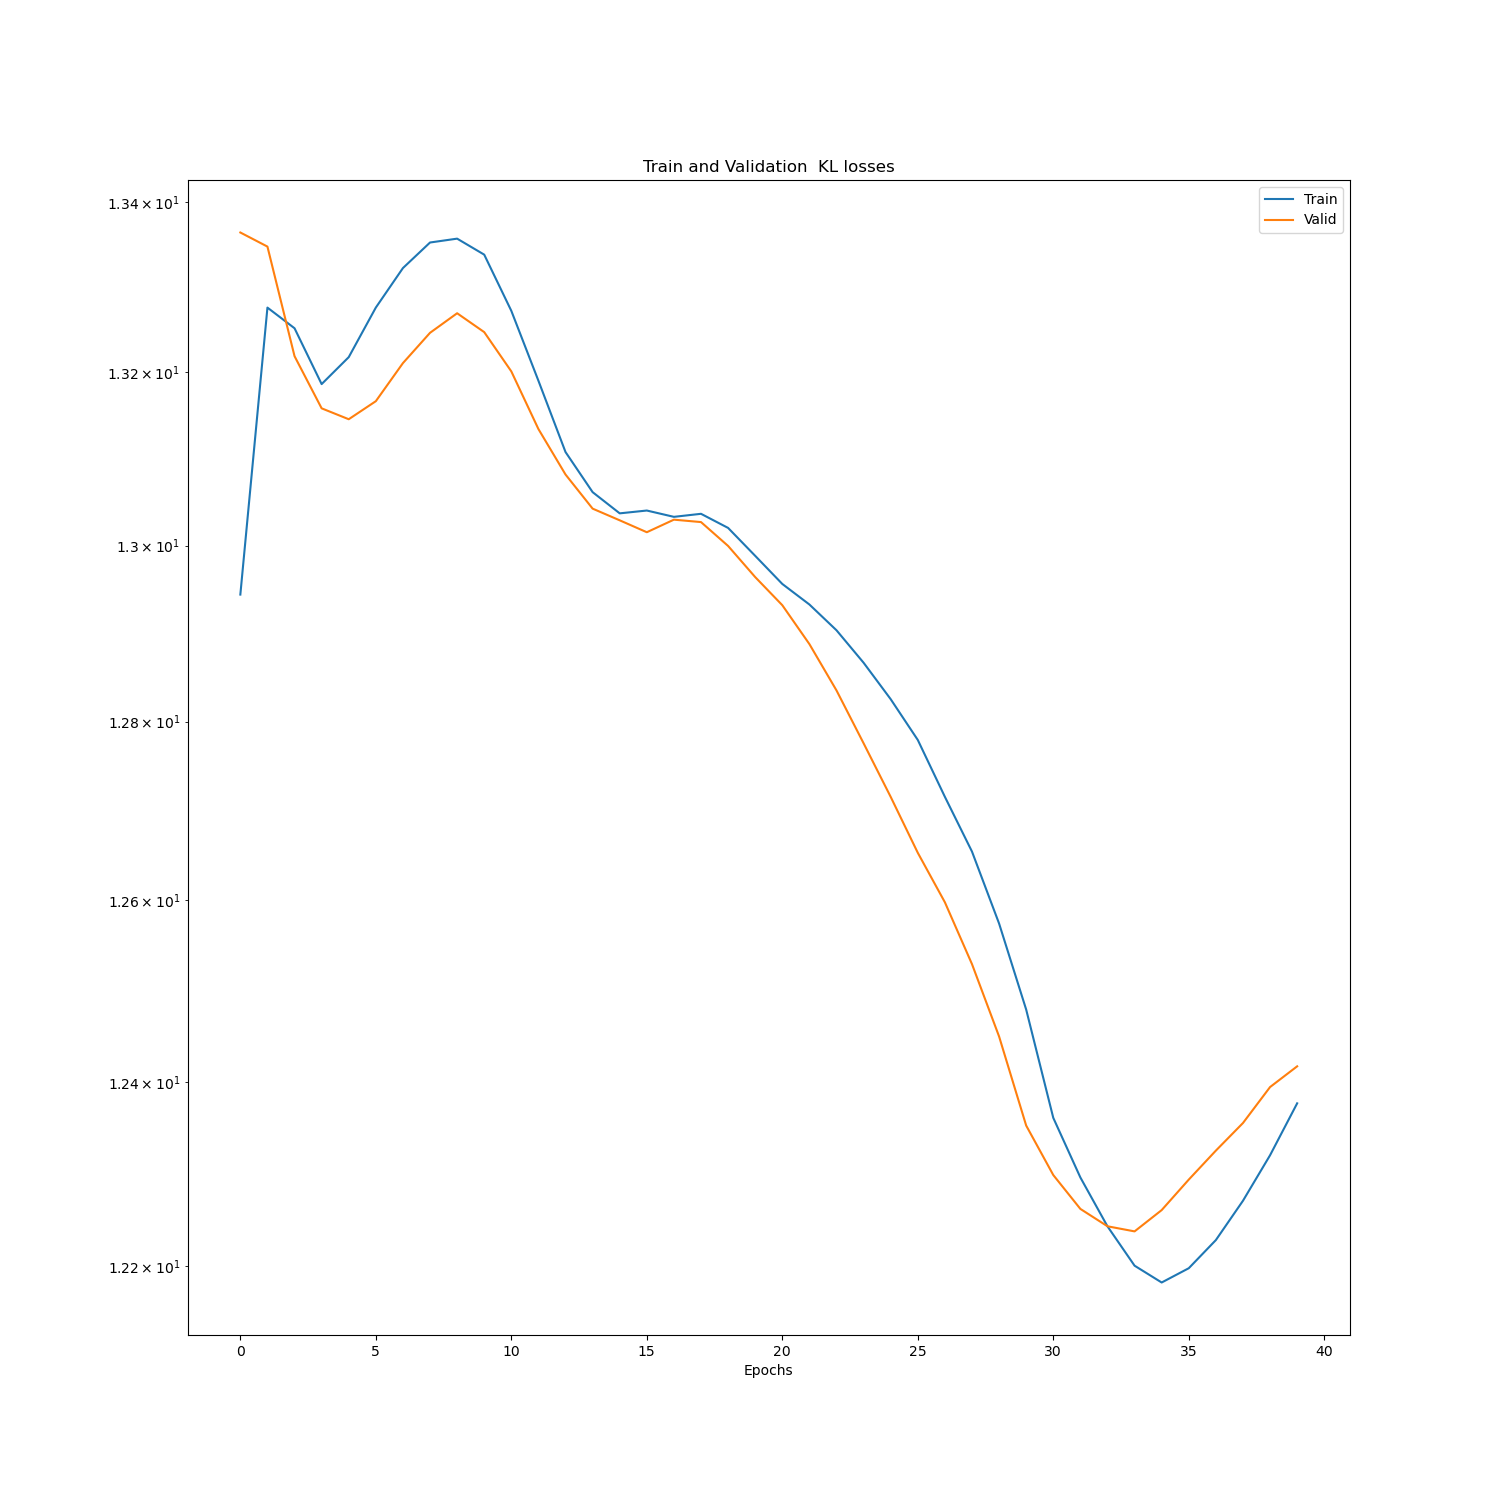 Train and Validation  KL losses
Train
Valid
1.34 × 10¹
1.32 × 10¹
1.3 × 10¹
1.28 × 10¹
1.26 × 10¹
1.24 × 10¹
1.22 × 10¹
0 5 10 15 20 25 30 35 40
Epochs